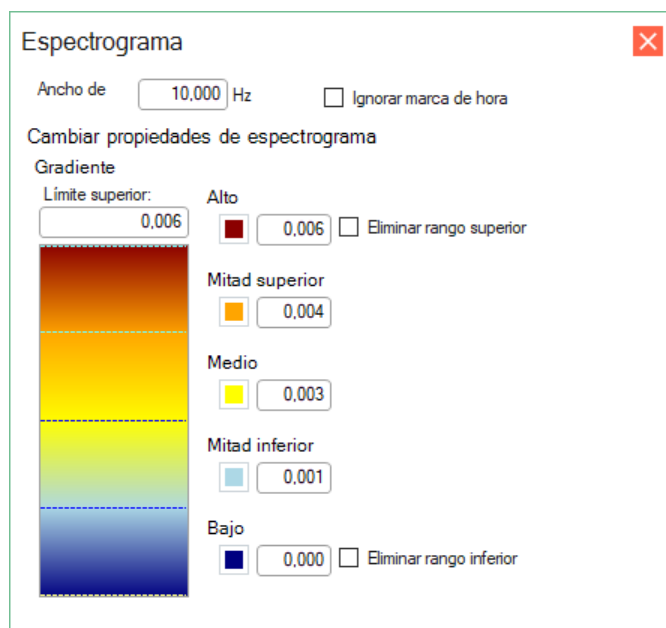 Espectrograma
Ancho de 10,000 Hz Ignorar marca de hora
Cambiar propiedades de espectrograma
Gradiente
Límite superior:
0,006
Alto
0,006 Eliminar rango superior
Mitad superior
0,004
Medio
0,003
Mitad inferior
0,001
Bajo
0,000 Eliminar rango inferior